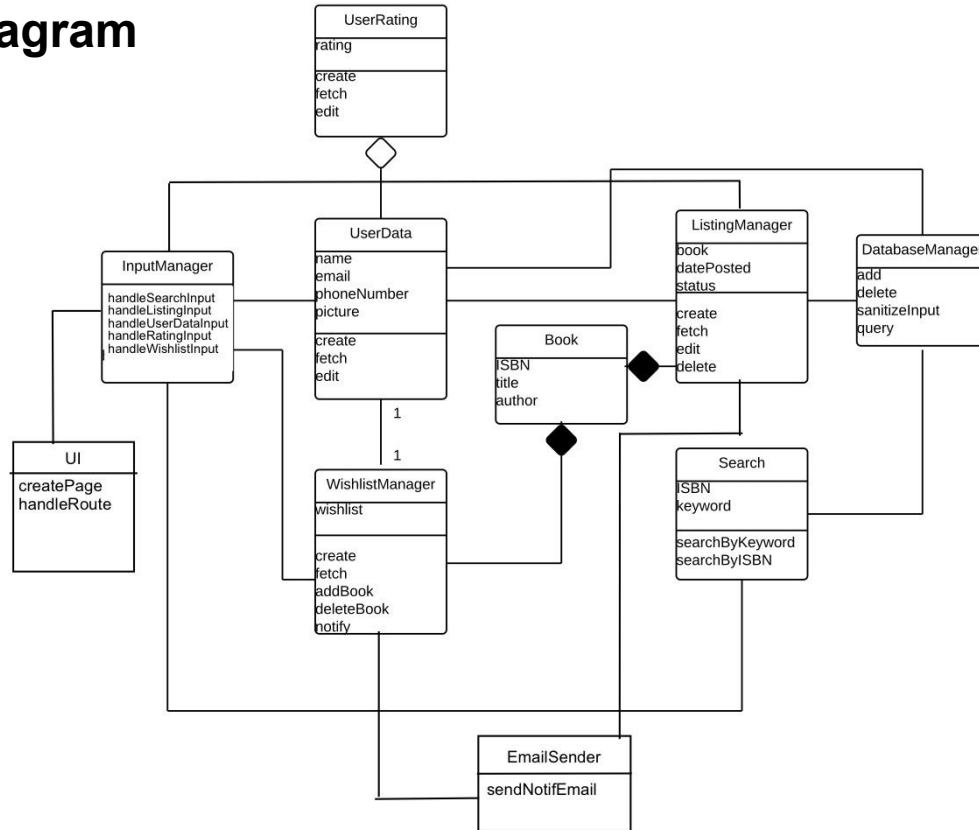 agram
UserRating
rating
create
fetch
edit
UserData
name
email
phoneNumber
picture
create
fetch
edit
ListingManager
book
datePosted
status
create
fetch
edit
delete
DatabaseManager
add
delete
sanitizeInput
query
InputManager
handleSearchInput
handleListingInput
handleUserDataInput
handleRatingInput
handleWishlistInput
Book
ISBN
title
author
1
1
UI
createPage
handleRoute
WishlistManager
wishlist
create
fetch
addBook
deleteBook
notify
Search
ISBN
keyword
searchByKeyword
searchByISBN
EmailSender
sendNotifEmail